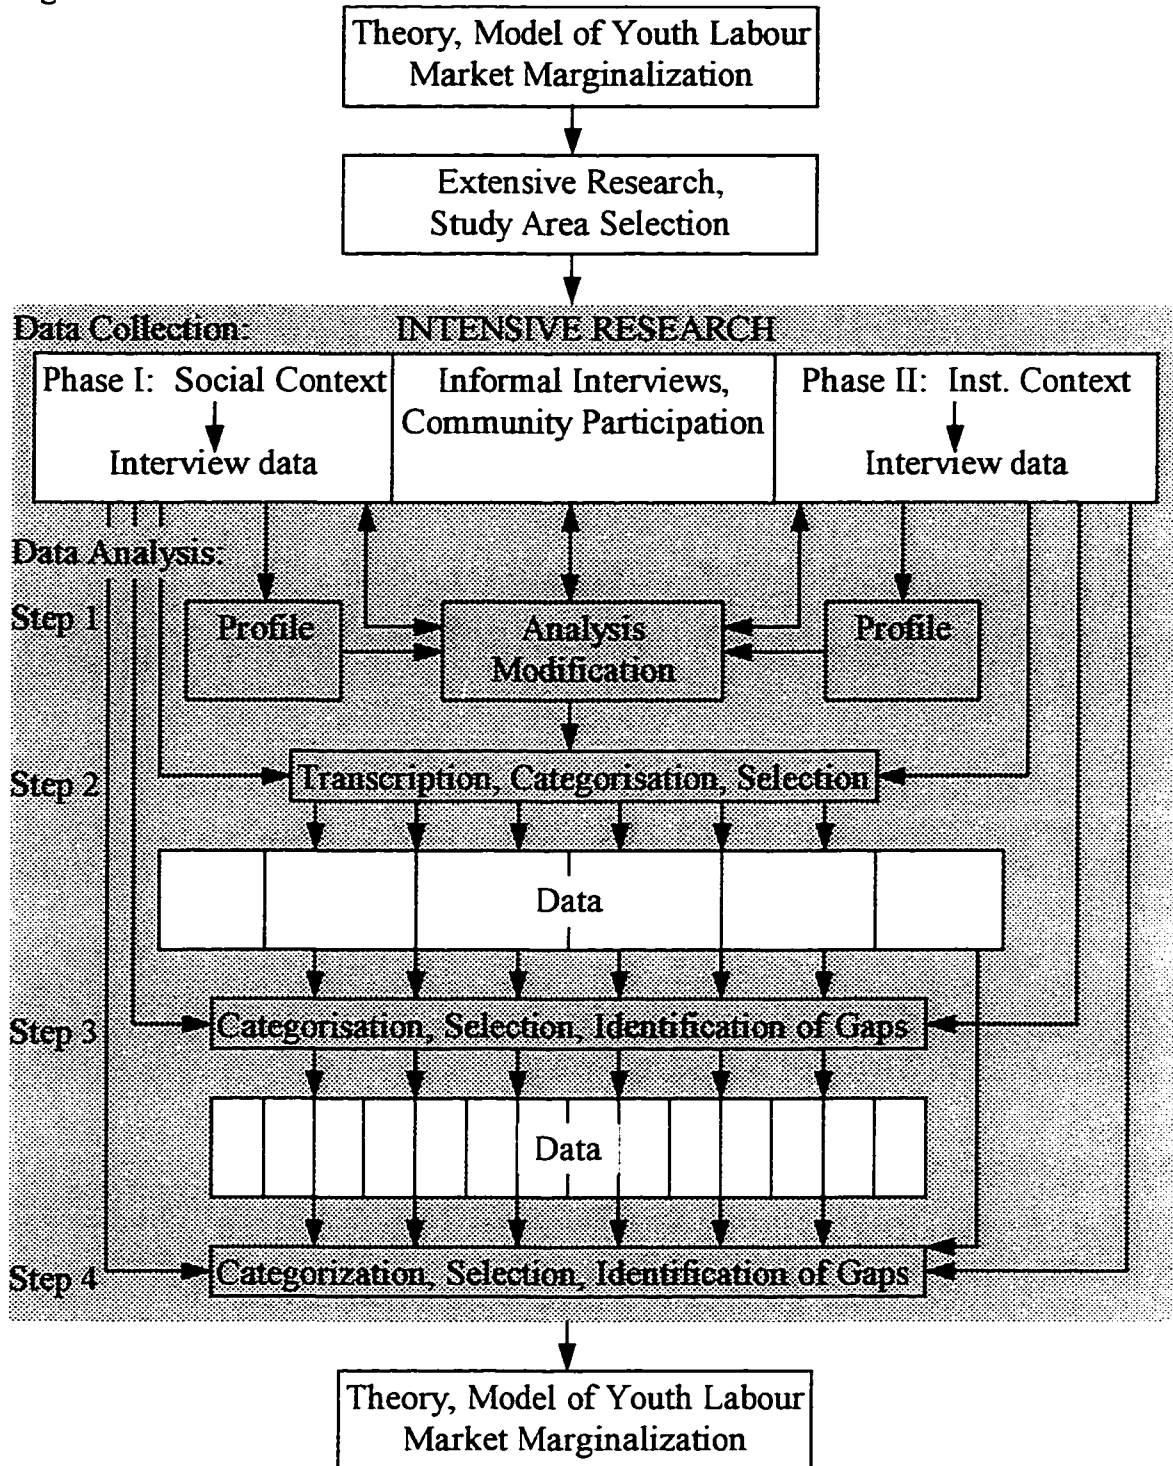 Theory, Model of Youth Labour
Market Marginalization
Extensive Research,
Study Area Selection
Data Collection:
INTENSIVE RESEARCH
Phase I: Social Context
Interview data
Informal Interviews,
Community Participation
Phase II: Inst. Context
Interview data
Data Analysis:
Step 1
Profile
Analysis
Modification
Profile
Step 2
Transcription, Categorisation, Selection
Data
Step 3
Categorisation, Selection, Identification of Gaps
Data
Step 4
Categorization, Selection, Identification of Gaps
Theory, Model of Youth Labour
Market Marginalization